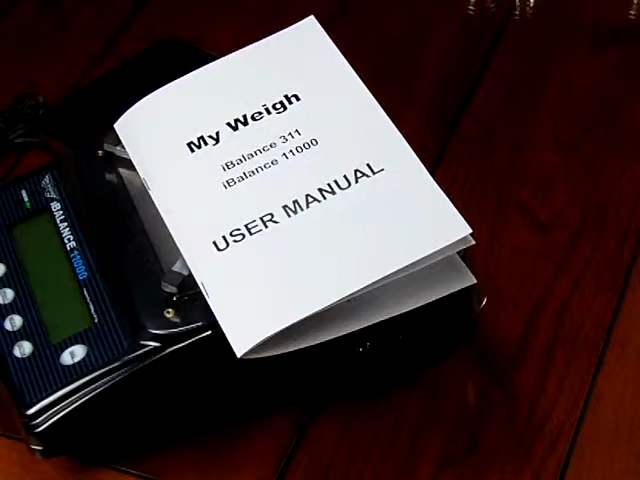 My Weigh
iBalance 311
iBalance 11000
USER MANUAL
iBALANCE 11000